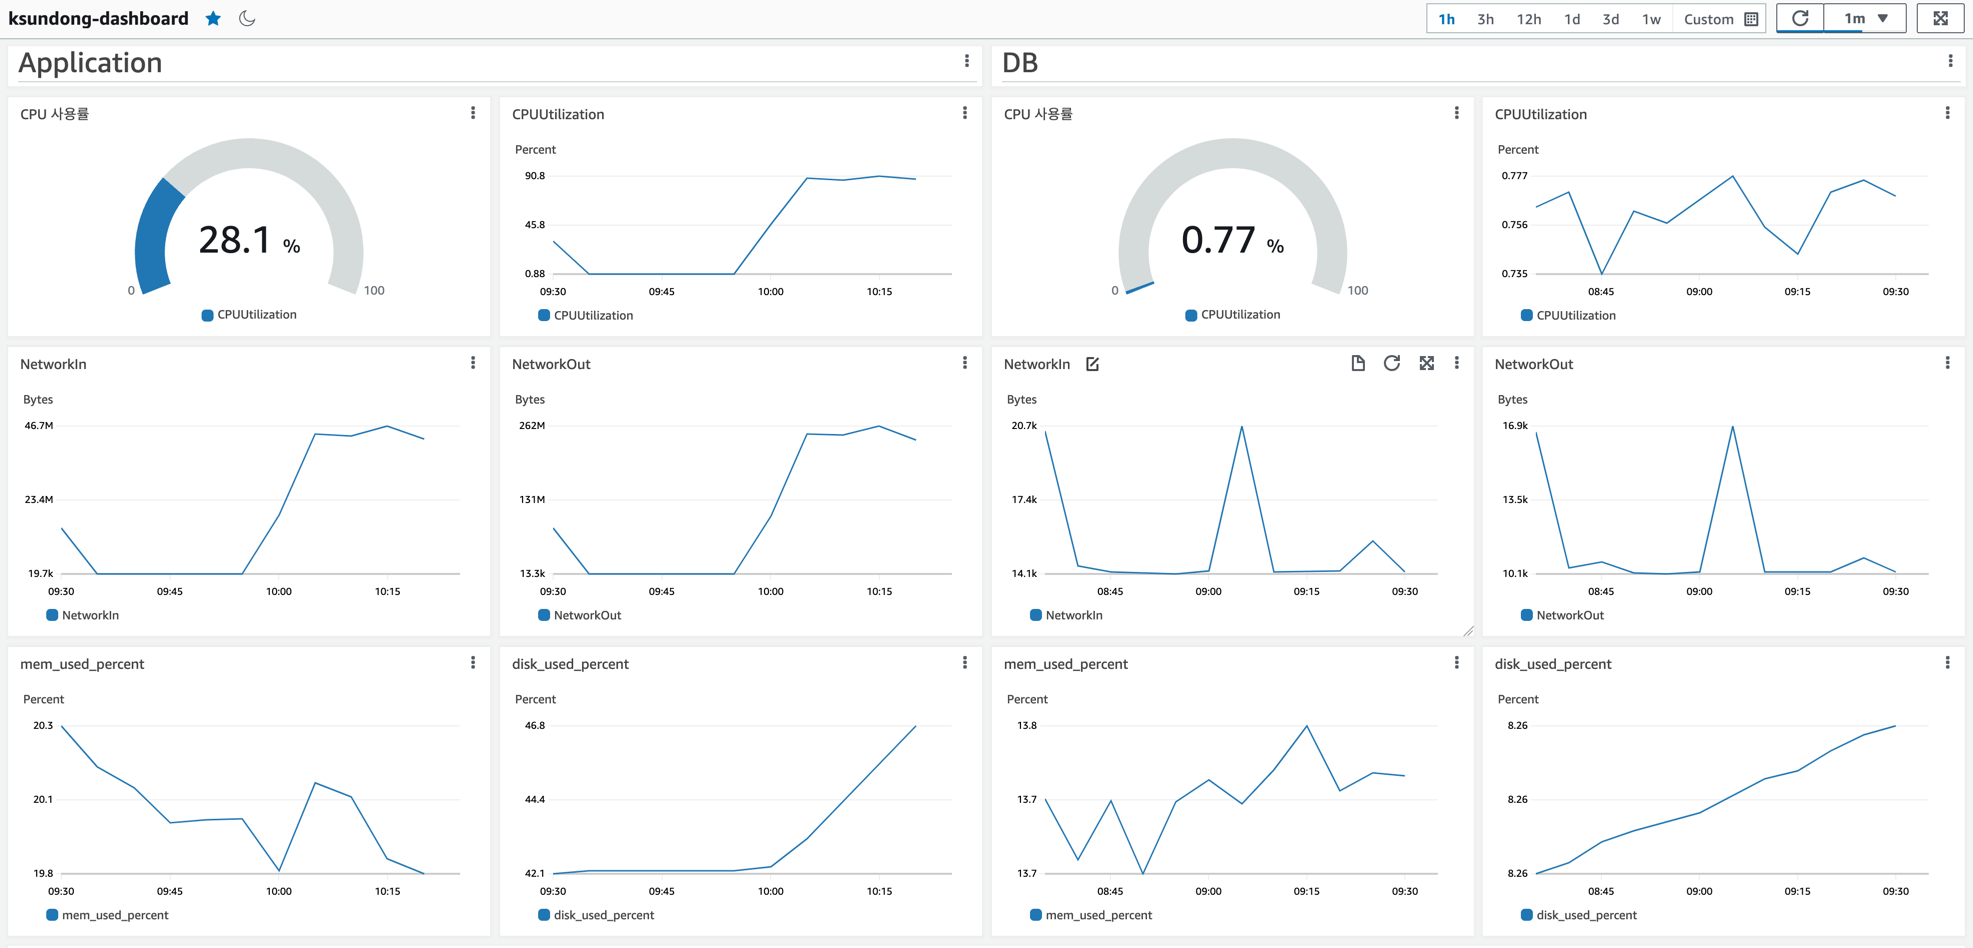 ksundong-dashboard
1h 3h 12h 1d 3d 1w Custom 1m
Application
DB
CPU 사용률
28.1 %
0 100
CPUUtilization
CPUUtilization
Percent
90.8
45.8
0.88
09:30 09:45 10:00 10:15
CPUUtilization
CPU 사용률
0.77 %
0 100
CPUUtilization
CPUUtilization
Percent
0.777
0.756
0.735
08:45 09:00 09:15 09:30
CPUUtilization
NetworkIn
Bytes
46.7M
23.4M
19.7k
09:30 09:45 10:00 10:15
NetworkIn
NetworkOut
Bytes
262M
131M
13.3k
09:30 09:45 10:00 10:15
NetworkOut
NetworkIn
Bytes
20.7k
17.4k
14.1k
08:45 09:00 09:15 09:30
NetworkIn
NetworkOut
Bytes
16.9k
13.5k
10.1k
08:45 09:00 09:15 09:30
NetworkOut
mem_used_percent
Percent
20.3
20.1
19.8
09:30 09:45 10:00 10:15
mem_used_percent
disk_used_percent
Percent
46.8
44.4
42.1
09:30 09:45 10:00 10:15
disk_used_percent
mem_used_percent
Percent
13.8
13.7
13.7
08:45 09:00 09:15 09:30
mem_used_percent
disk_used_percent
Percent
8.26
8.26
8.26
08:45 09:00 09:15 09:30
disk_used_percent